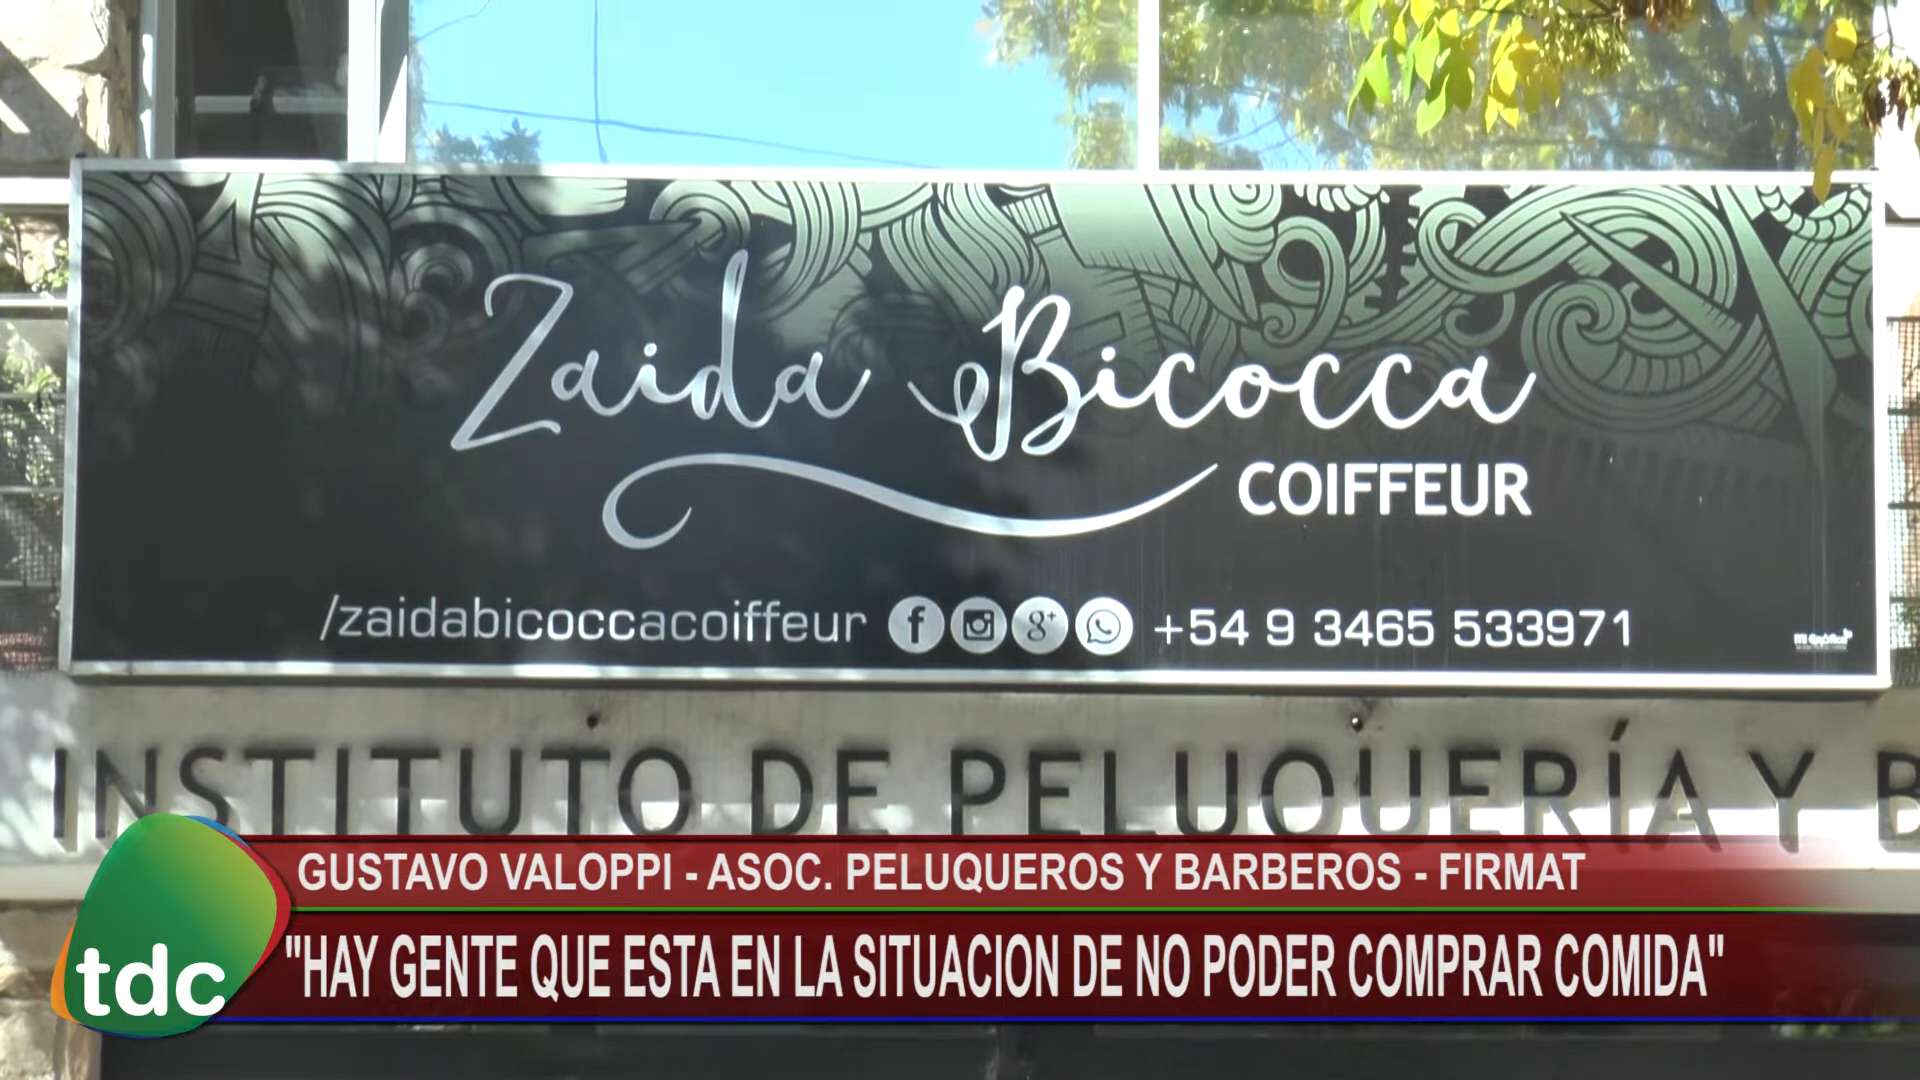 Zaida Bicocca
COIFFEUR
/zaidabicoccacoiffeur f g+ +54 9 3465 533971
INSTITUTO DE PELUQUERÍA Y B
GUSTAVO VALOPPI - ASOC. PELUQUEROS Y BARBEROS - FIRMAT
"HAY GENTE QUE ESTA EN LA SITUACION DE NO PODER COMPRAR COMIDA"
tdc